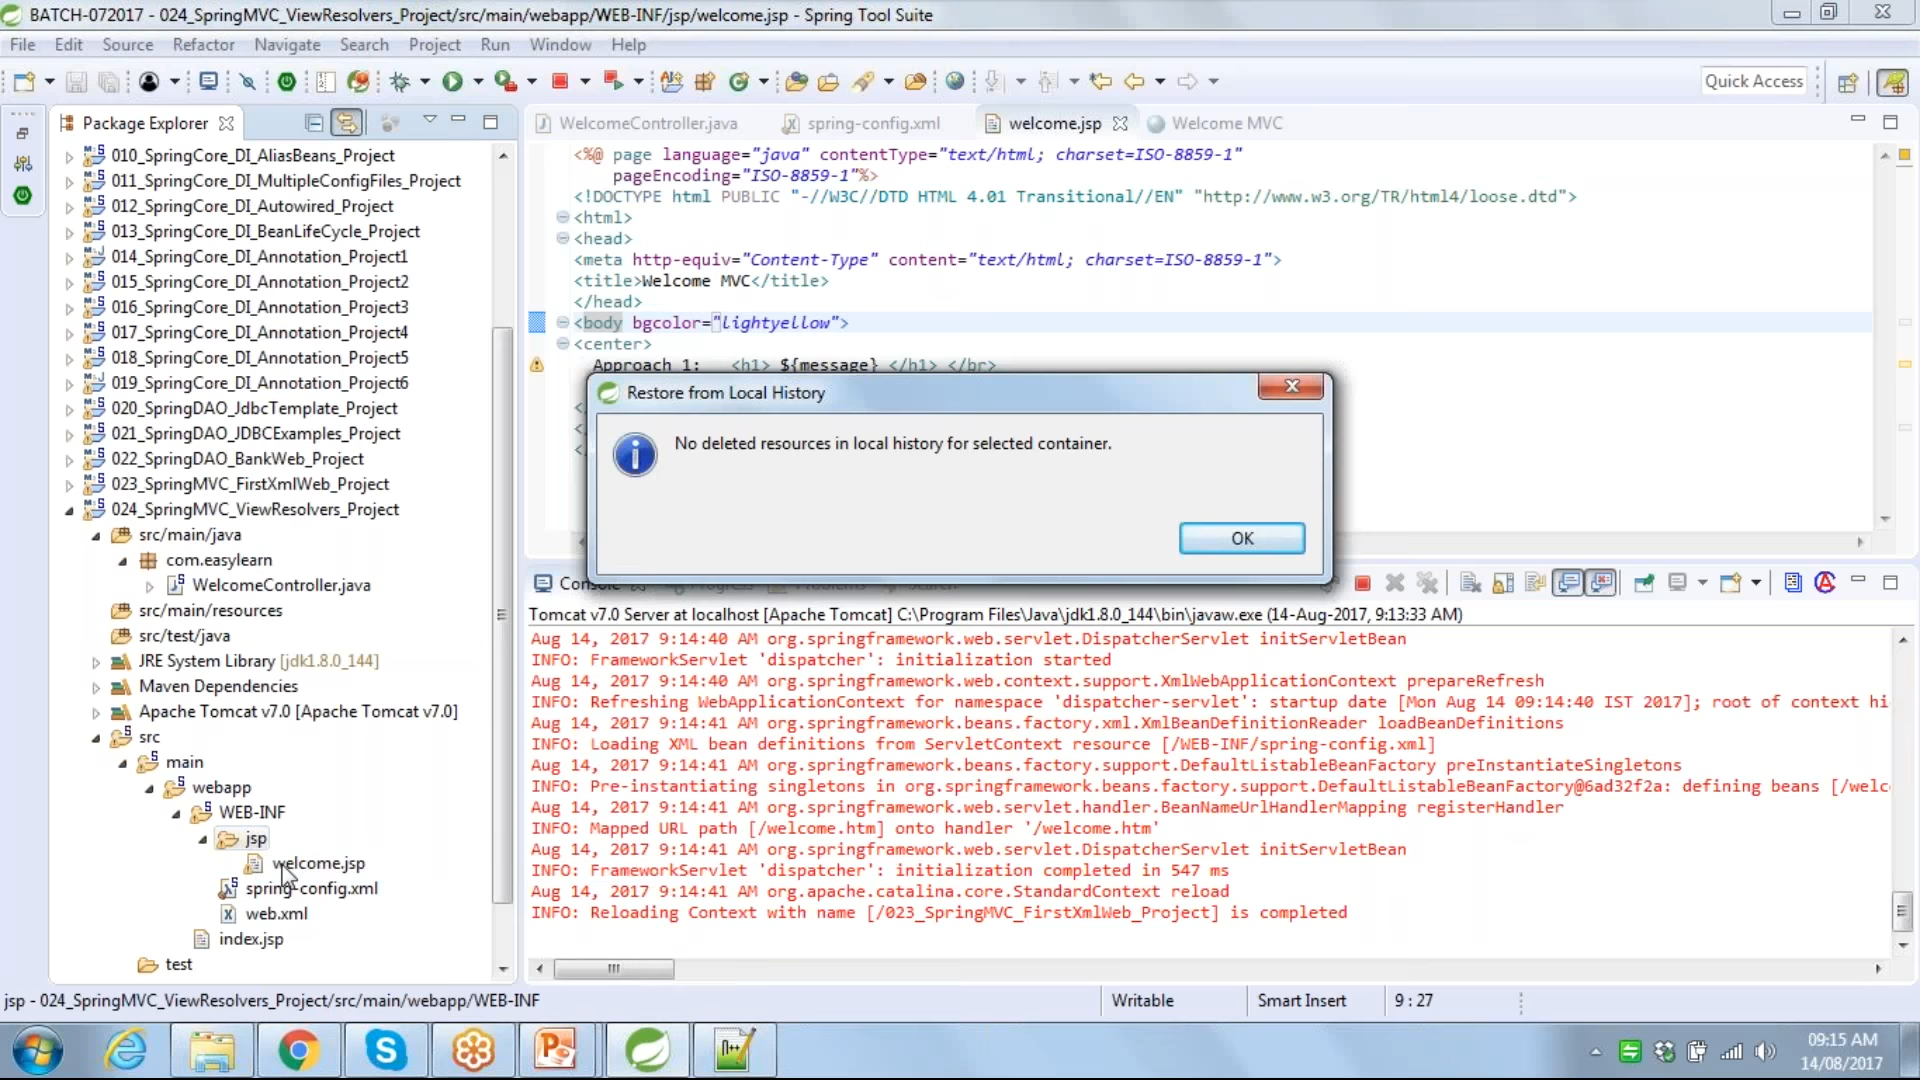 BATCH-072017 - 024_SpringMVC_ViewResolvers_Project/src/main/webapp/WEB-INF/jsp/welcome.jsp - Spring Tool Suite
File Edit Source Refactor Navigate Search Project Run Window Help
Quick Access
Package Explorer
010_SpringCore_DI_AliasBeans_Project
011_SpringCore_DI_MultipleConfigFiles_Project
012_SpringCore_DI_Autowired_Project
013_SpringCore_DI_BeanLifeCycle_Project
014_SpringCore_DI_Annotation_Project1
015_SpringCore_DI_Annotation_Project2
016_SpringCore_DI_Annotation_Project3
017_SpringCore_DI_Annotation_Project4
018_SpringCore_DI_Annotation_Project5
019_SpringCore_DI_Annotation_Project6
020_SpringDAO_JdbcTemplate_Project
021_SpringDAO_JDBCExamples_Project
022_SpringDAO_BankWeb_Project
023_SpringMVC_FirstXmlWeb_Project
024_SpringMVC_ViewResolvers_Project
src/main/java
com.easylearn
WelcomeController.java
src/main/resources
src/test/java
JRE System Library [jdk1.8.0_144]
Maven Dependencies
Apache Tomcat v7.0 [Apache Tomcat v7.0]
src
main
webapp
WEB-INF
jsp
welcome.jsp
spring-config.xml
web.xml
index.jsp
test
WelcomeController.java spring-config.xml welcome.jsp Welcome MVC
<%@ page language="java" contentType="text/html; charset=ISO-8859-1"
pageEncoding="ISO-8859-1"%>
<!DOCTYPE html PUBLIC "-//W3C//DTD HTML 4.01 Transitional//EN" "http://www.w3.org/TR/html4/loose.dtd">
<html>
<head>
<meta http-equiv="Content-Type" content="text/html; charset=ISO-8859-1">
<title>Welcome MVC</title>
</head>
<body bgcolor="lightyellow">
<center>
Approach 1: <h1> ${message} </h1> </br>
Restore from Local History
No deleted resources in local history for selected container.
OK
Tomcat v7.0 Server at localhost [Apache Tomcat] C:\Program Files\Java\jdk1.8.0_144\bin\javaw.exe (14-Aug-2017, 9:13:33 AM)
Aug 14, 2017 9:14:40 AM org.springframework.web.servlet.DispatcherServlet initServletBean
INFO: FrameworkServlet 'dispatcher': initialization started
Aug 14, 2017 9:14:40 AM org.springframework.web.context.support.XmlWebApplicationContext prepareRefresh
INFO: Refreshing WebApplicationContext for namespace 'dispatcher-servlet': startup date [Mon Aug 14 09:14:40 IST 2017]; root of context hi
Aug 14, 2017 9:14:41 AM org.springframework.beans.factory.xml.XmlBeanDefinitionReader loadBeanDefinitions
INFO: Loading XML bean definitions from ServletContext resource [/WEB-INF/spring-config.xml]
Aug 14, 2017 9:14:41 AM org.springframework.beans.factory.support.DefaultListableBeanFactory preInstantiateSingletons
INFO: Pre-instantiating singletons in org.springframework.beans.factory.support.DefaultListableBeanFactory@6ad32f2a: defining beans [/welc
Aug 14, 2017 9:14:41 AM org.springframework.web.servlet.handler.BeanNameUrlHandlerMapping registerHandler
INFO: Mapped URL path [/welcome.htm] onto handler '/welcome.htm'
Aug 14, 2017 9:14:41 AM org.springframework.web.servlet.DispatcherServlet initServletBean
INFO: FrameworkServlet 'dispatcher': initialization completed in 547 ms
Aug 14, 2017 9:14:41 AM org.apache.catalina.core.StandardContext reload
INFO: Reloading Context with name [/023_SpringMVC_FirstXmlWeb_Project] is completed
jsp - 024_SpringMVC_ViewResolvers_Project/src/main/webapp/WEB-INF
Writable
Smart Insert
9 : 27
09:15 AM
14/08/2017